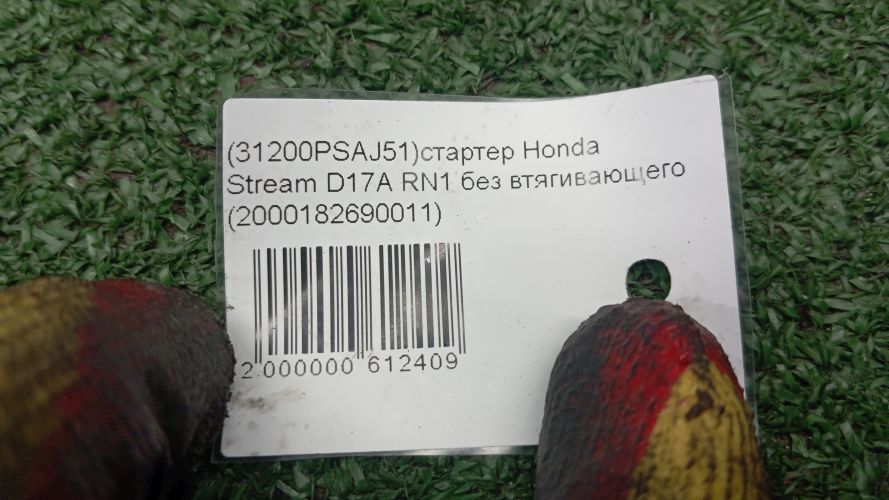 (31200PSAJ51)стартер Honda
Stream D17A RN1 без втягивающего
(2000182690011)
2 000000 612409